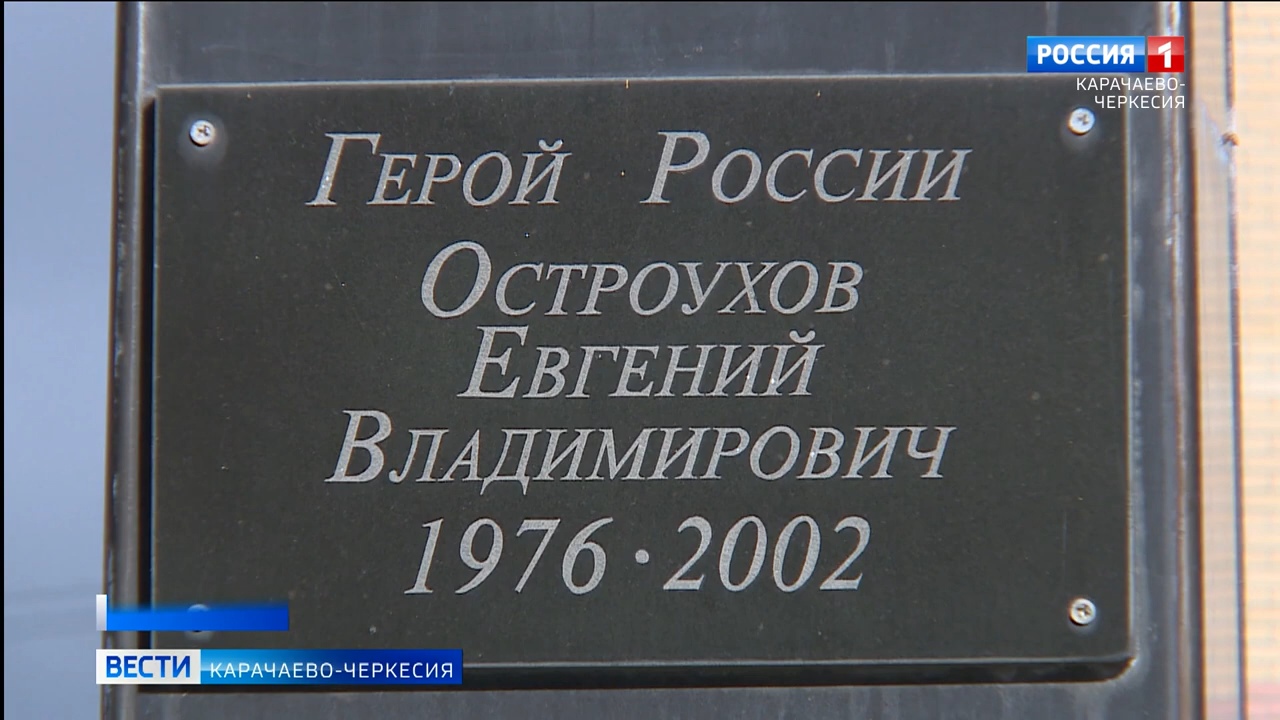 РОССИЯ 1
КАРАЧАЕВО-
ЧЕРКЕСИЯ
ГЕРОЙ РОССИИ
ОСТРОУХОВ
ЕВГЕНИЙ
ВЛАДИМИРОВИЧ
1976·2002
ВЕСТИ КАРАЧАЕВО-ЧЕРКЕСИЯ